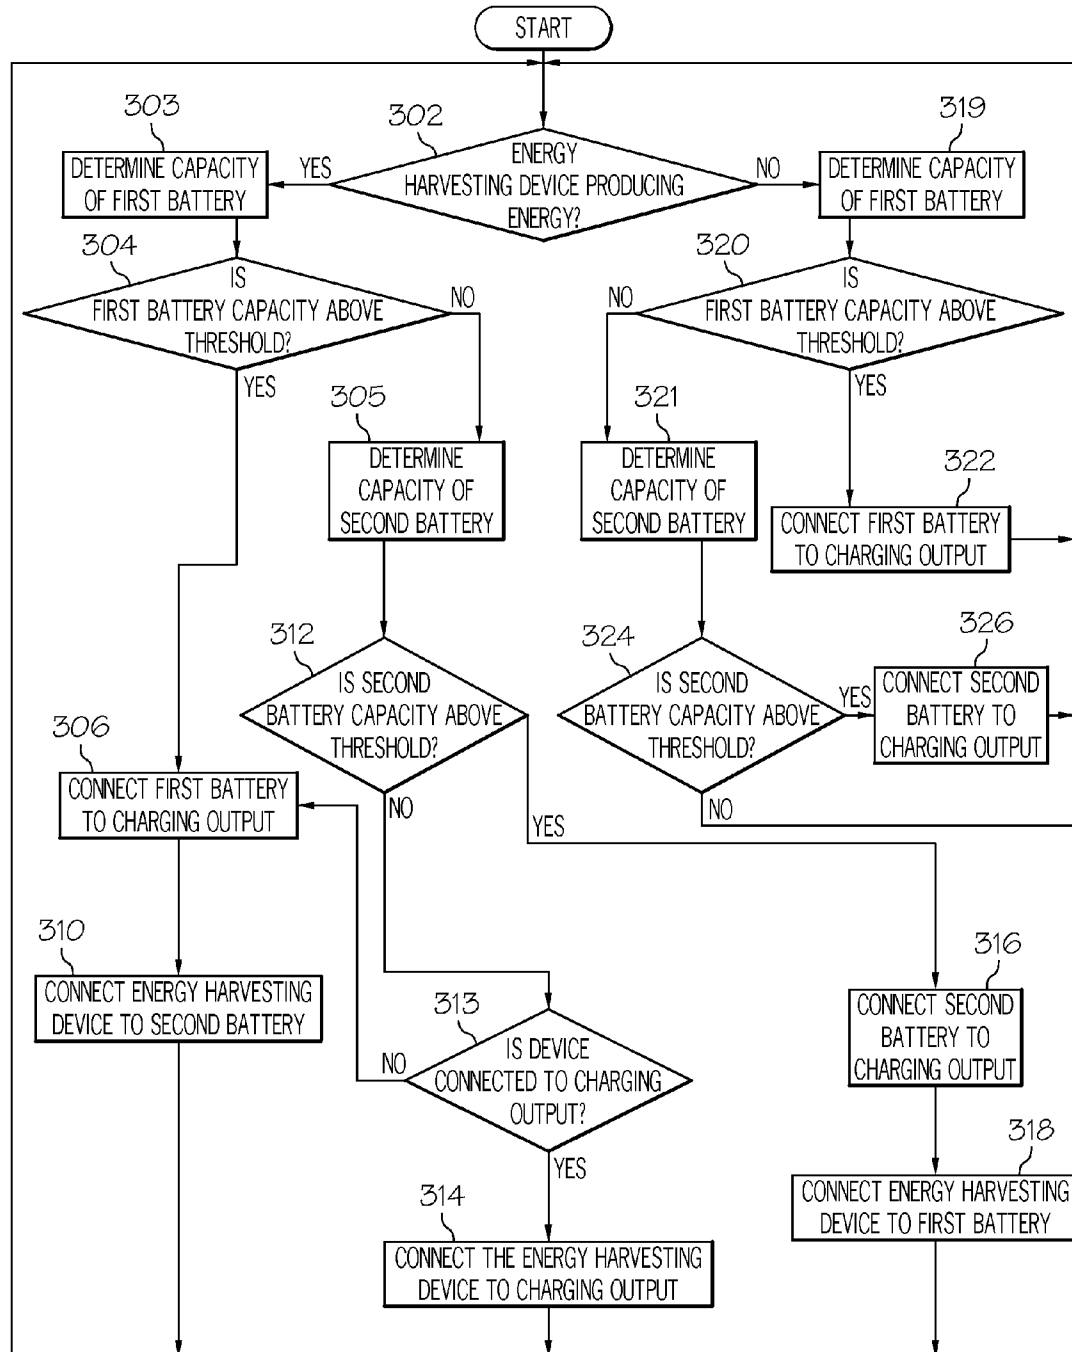 START
302
ENERGY
HARVESTING DEVICE PRODUCING
ENERGY?
YES
NO
303
DETERMINE CAPACITY
OF FIRST BATTERY
319
DETERMINE CAPACITY
OF FIRST BATTERY
304
IS
FIRST BATTERY CAPACITY ABOVE
THRESHOLD?
NO
YES
320
IS
FIRST BATTERY CAPACITY ABOVE
THRESHOLD?
NO
YES
305
DETERMINE
CAPACITY OF
SECOND BATTERY
321
DETERMINE
CAPACITY OF
SECOND BATTERY
322
CONNECT FIRST BATTERY
TO CHARGING OUTPUT
312
IS SECOND
BATTERY CAPACITY ABOVE
THRESHOLD?
NO
YES
324
IS SECOND
BATTERY CAPACITY ABOVE
THRESHOLD?
YES
NO
326
CONNECT SECOND
BATTERY TO
CHARGING OUTPUT
306
CONNECT FIRST BATTERY
TO CHARGING OUTPUT
310
CONNECT ENERGY HARVESTING
DEVICE TO SECOND BATTERY
313
IS DEVICE
CONNECTED TO CHARGING
OUTPUT?
NO
YES
316
CONNECT SECOND
BATTERY TO
CHARGING OUTPUT
318
CONNECT ENERGY HARVESTING
DEVICE TO FIRST BATTERY
314
CONNECT THE ENERGY HARVESTING
DEVICE TO CHARGING OUTPUT